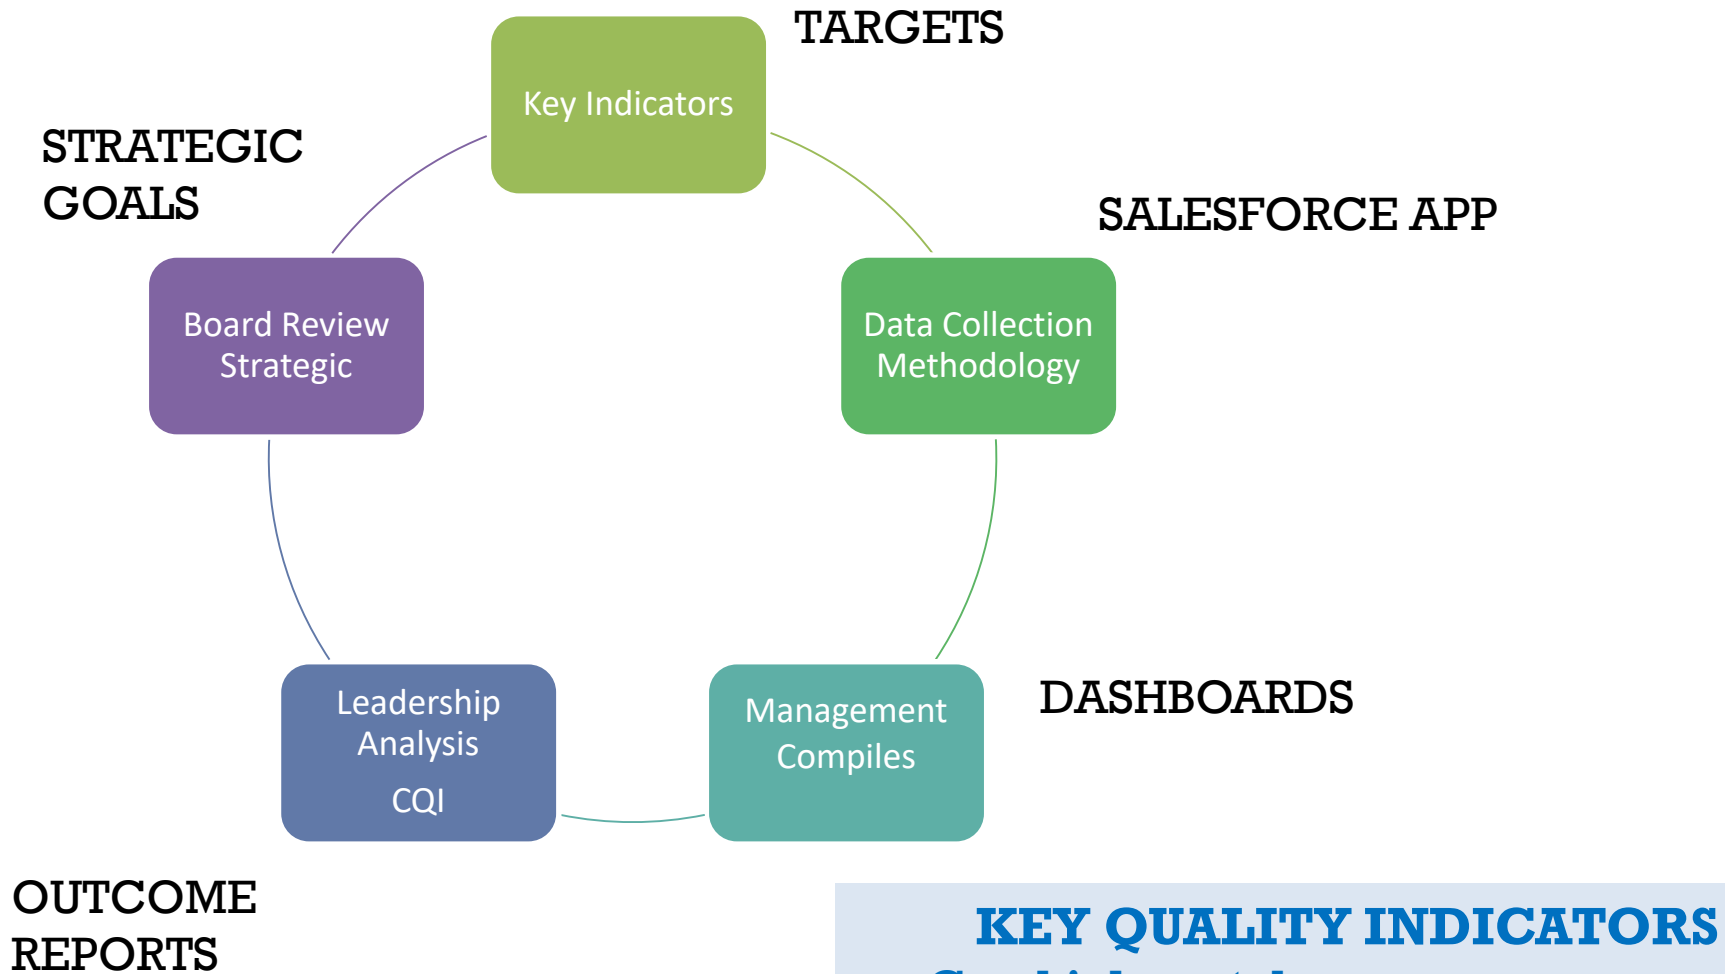 TARGETS
Key Indicators
STRATEGIC
GOALS
SALESFORCE APP
Board Review
Strategic
Data Collection
Methodology
DASHBOARDS
Leadership
Analysis
CQI
Management
Compiles
OUTCOME
REPORTS
KEY QUALITY INDICATORS